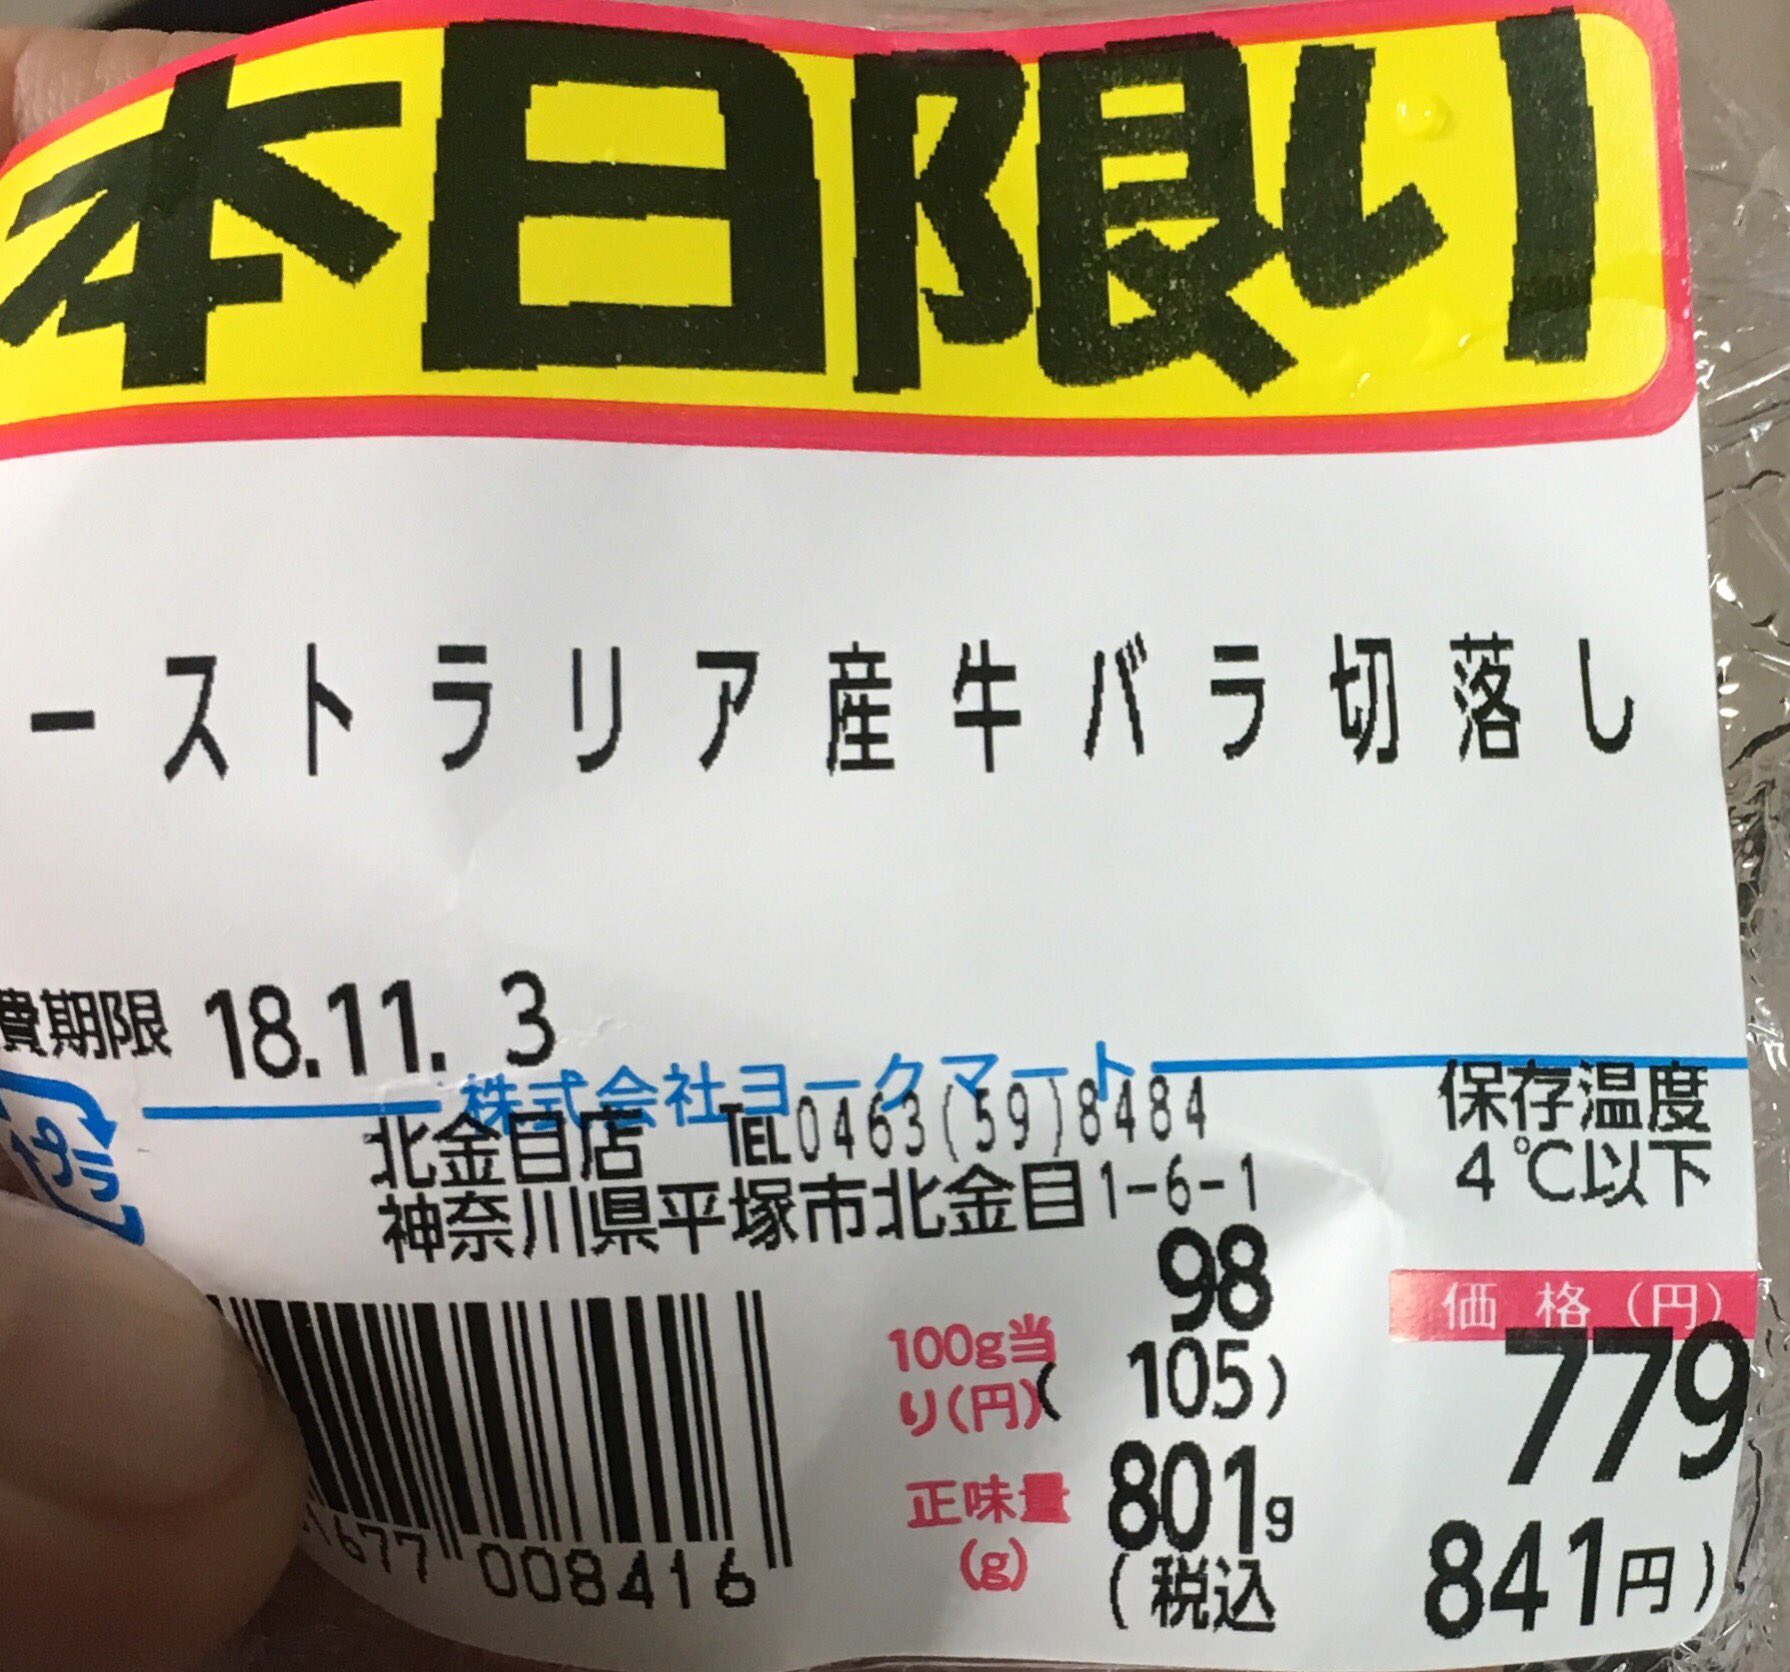 本日限り
ーストラリア産牛バラ切落し
費期限 18.11. 3
株式会社ヨークマート
プラ
北金目店 TEL0463(59)8484
神奈川県平塚市北金目1-6-1
保存温度
4℃以下
98
100g当
り(円)( 105)
価格(円)
779
正味量
(g)
801g
(税込 841円)
677 008416